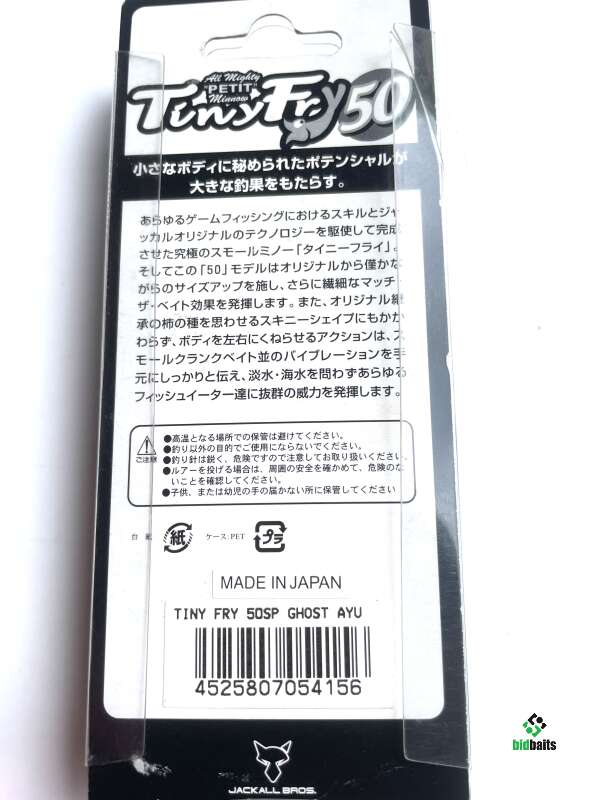 All Mighty
"PETIT"
Minnow
TinyFry50
小さなボディに秘められたポテンシャルが
大きな釣果をもたらす。
あらゆるゲームフィッシングにおけるスキルとジャ
ッカルオリジナルのテクノロジーを駆使して完成
させた究極のスモールミノー「タイニーフライ」。
そしてこの「50」モデルはオリジナルから僅かな
がらのサイズアップを施し、さらに繊細なマッチ・
ザ・ベイト効果を発揮します。また、オリジナル継
承の柿の種を思わせるスキニーシェイプにもかか
わらず、ボディを左右にくねらせるアクションは、ス
モールクランクベイト並のバイブレーションを手
元にしっかりと伝え、淡水・海水を問わずあらゆる
フィッシュイーター達に抜群の威力を発揮します。
ご注意
●高温となる場所での保管は避けてください。
●釣り以外の目的でご使用にならないでください。
●釣り針は鋭く、危険ですので注意してお取り扱いください。
●ルアーを投げる場合は、周囲の安全を確かめて、危険のな
いことを確認してください。
●子供、または幼児の手の届かない所に保管してください
台 紙 紙 ケース:PET プラ
MADE IN JAPAN
TINY FRY 50SP GHOST AYU
4525807054156
JACKALL BROS.
bidbaits